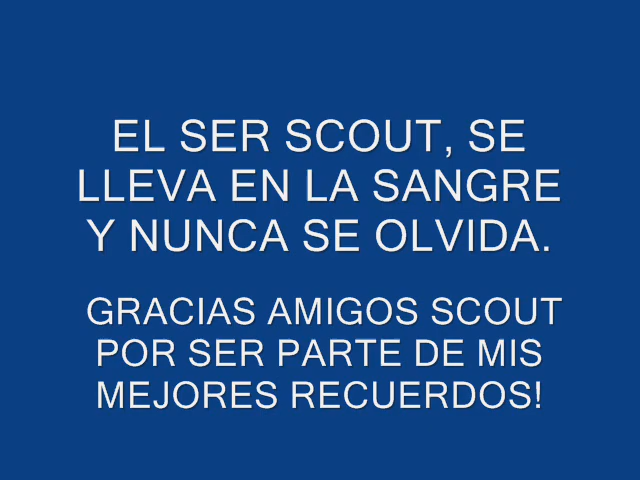 EL SER SCOUT, SE
LLEVA EN LA SANGRE
Y NUNCA SE OLVIDA.
GRACIAS AMIGOS SCOUT
POR SER PARTE DE MIS
MEJORES RECUERDOS!